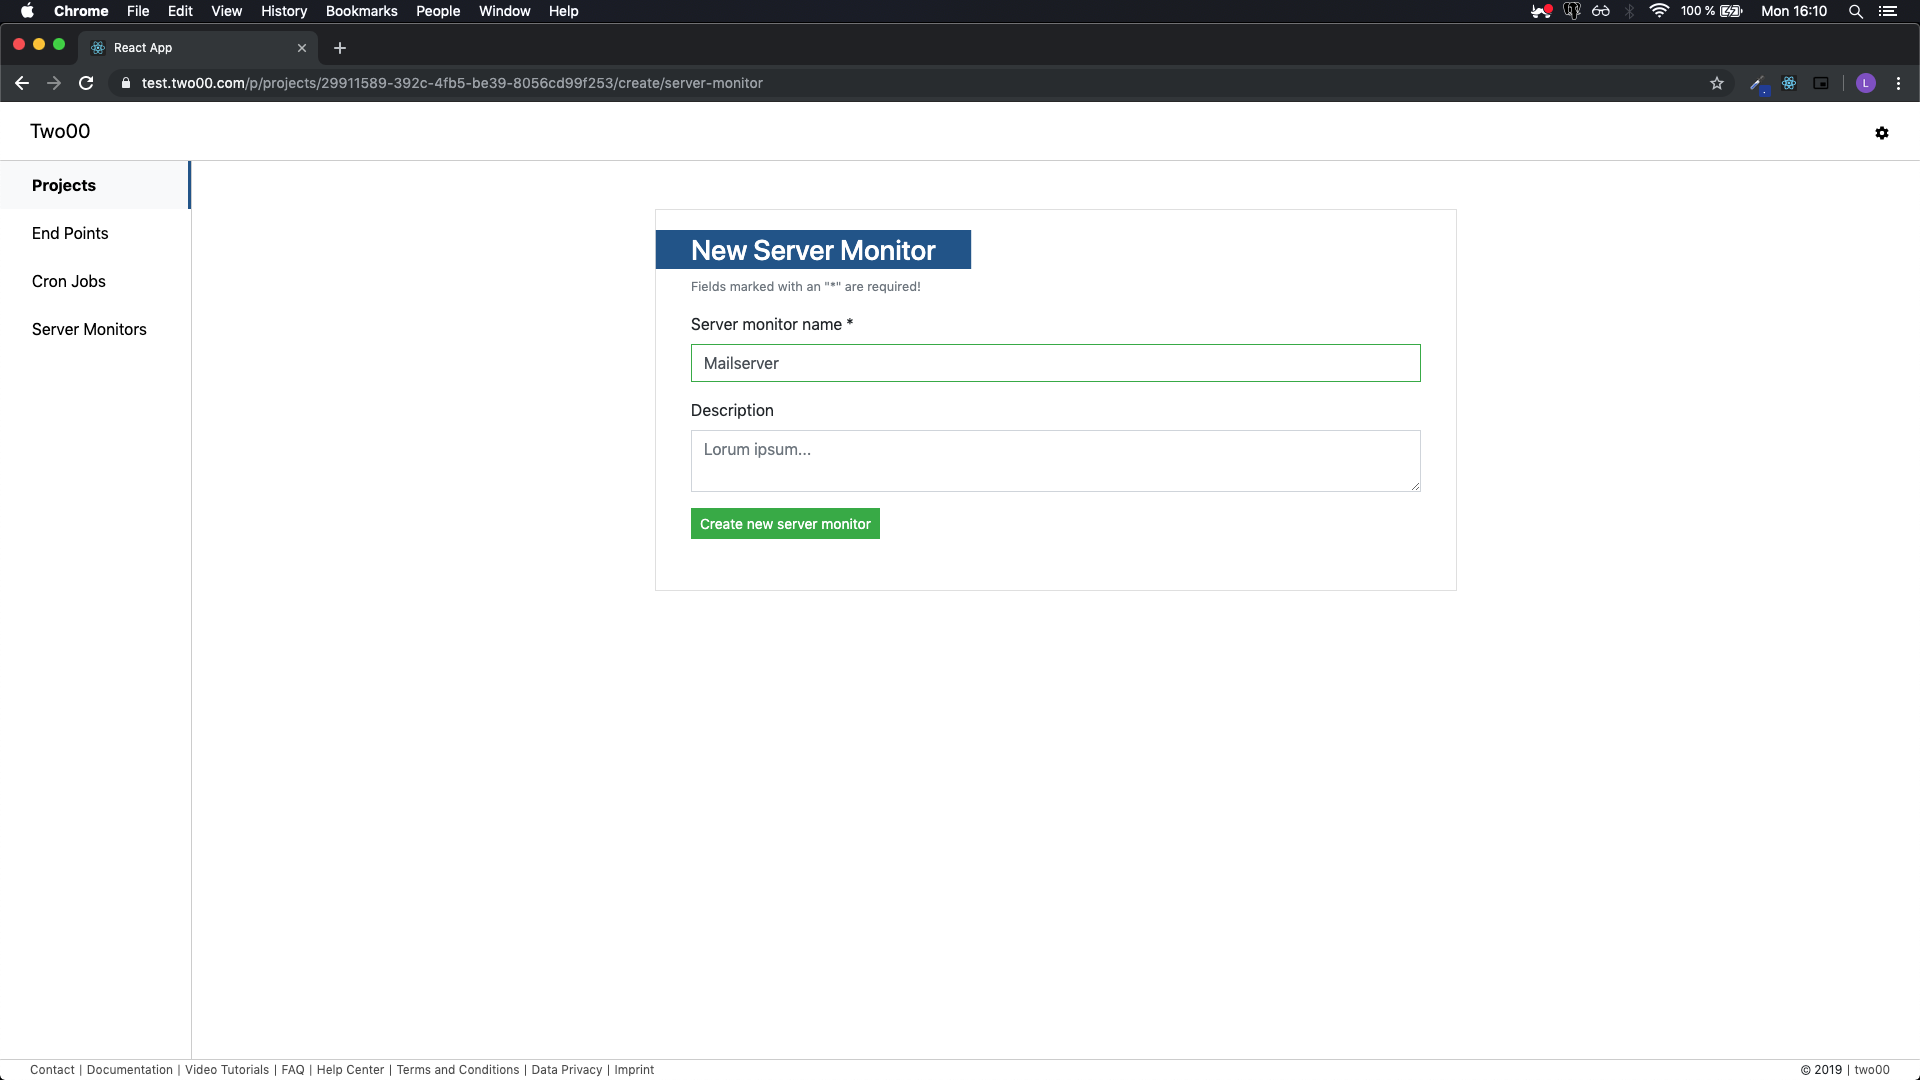 Chrome File Edit View History Bookmarks People Window Help 100 % Mon 16:10
React App
test.two00.com/p/projects/29911589-392c-4fb5-be39-8056cd99f253/create/server-monitor L
Two00
Projects
End Points
Cron Jobs
Server Monitors
New Server Monitor
Fields marked with an "*" are required!
Server monitor name *
Mailserver
Description
Lorum ipsum...
Create new server monitor
Contact | Documentation | Video Tutorials | FAQ | Help Center | Terms and Conditions | Data Privacy | Imprint
© 2019 | two00